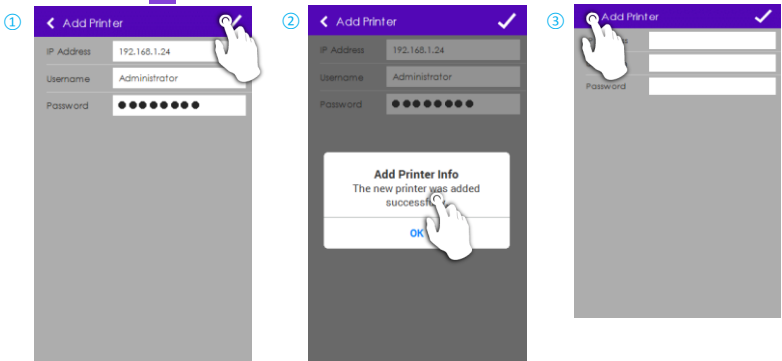 ①
Add Printer
IP Address 192.168.1.24
Username Administrator
Password
②
Add Printer
IP Address 192.168.1.24
Username Administrator
Password
Add Printer Info
The new printer was added
OK
③
Add Printer
Password